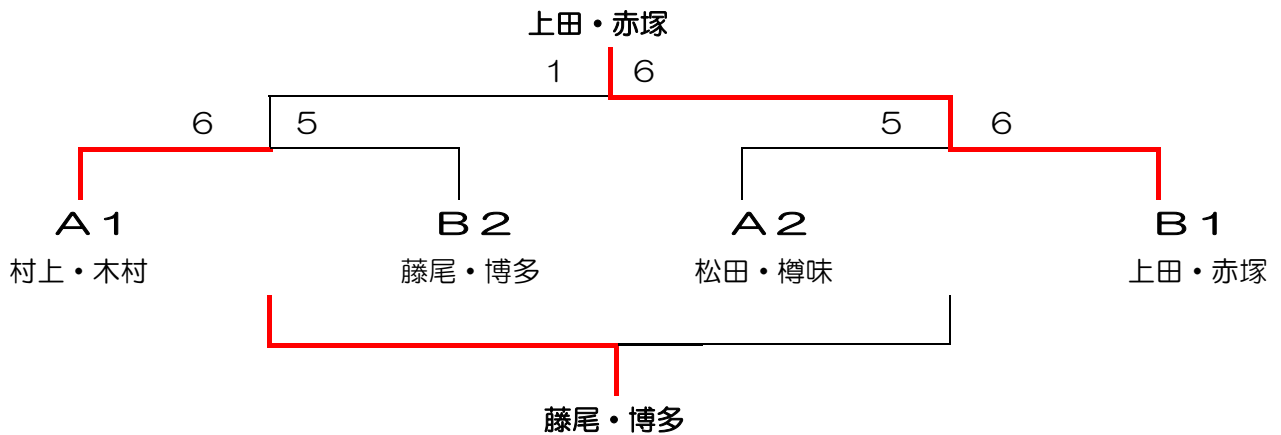 上田・赤塚
１ ６
６ ５ ５ ６
Ａ１ Ｂ２ Ａ２ Ｂ１
村上・木村 藤尾・博多 松田・樽味 上田・赤塚
藤尾・博多